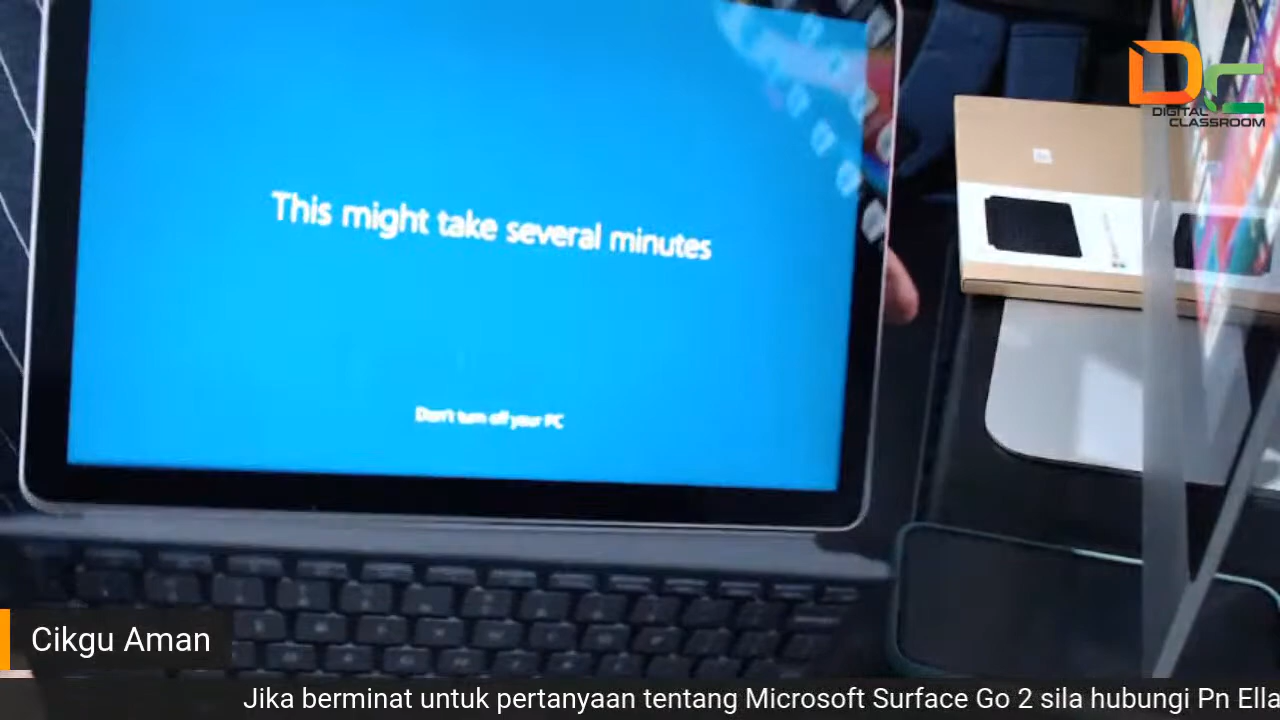 DIGITAL
CLASSROOM
This might take several minutes
Don't turn off your PC
Cikgu Aman
Jika berminat untuk pertanyaan tentang Microsoft Surface Go 2 sila hubungi Pn Ella